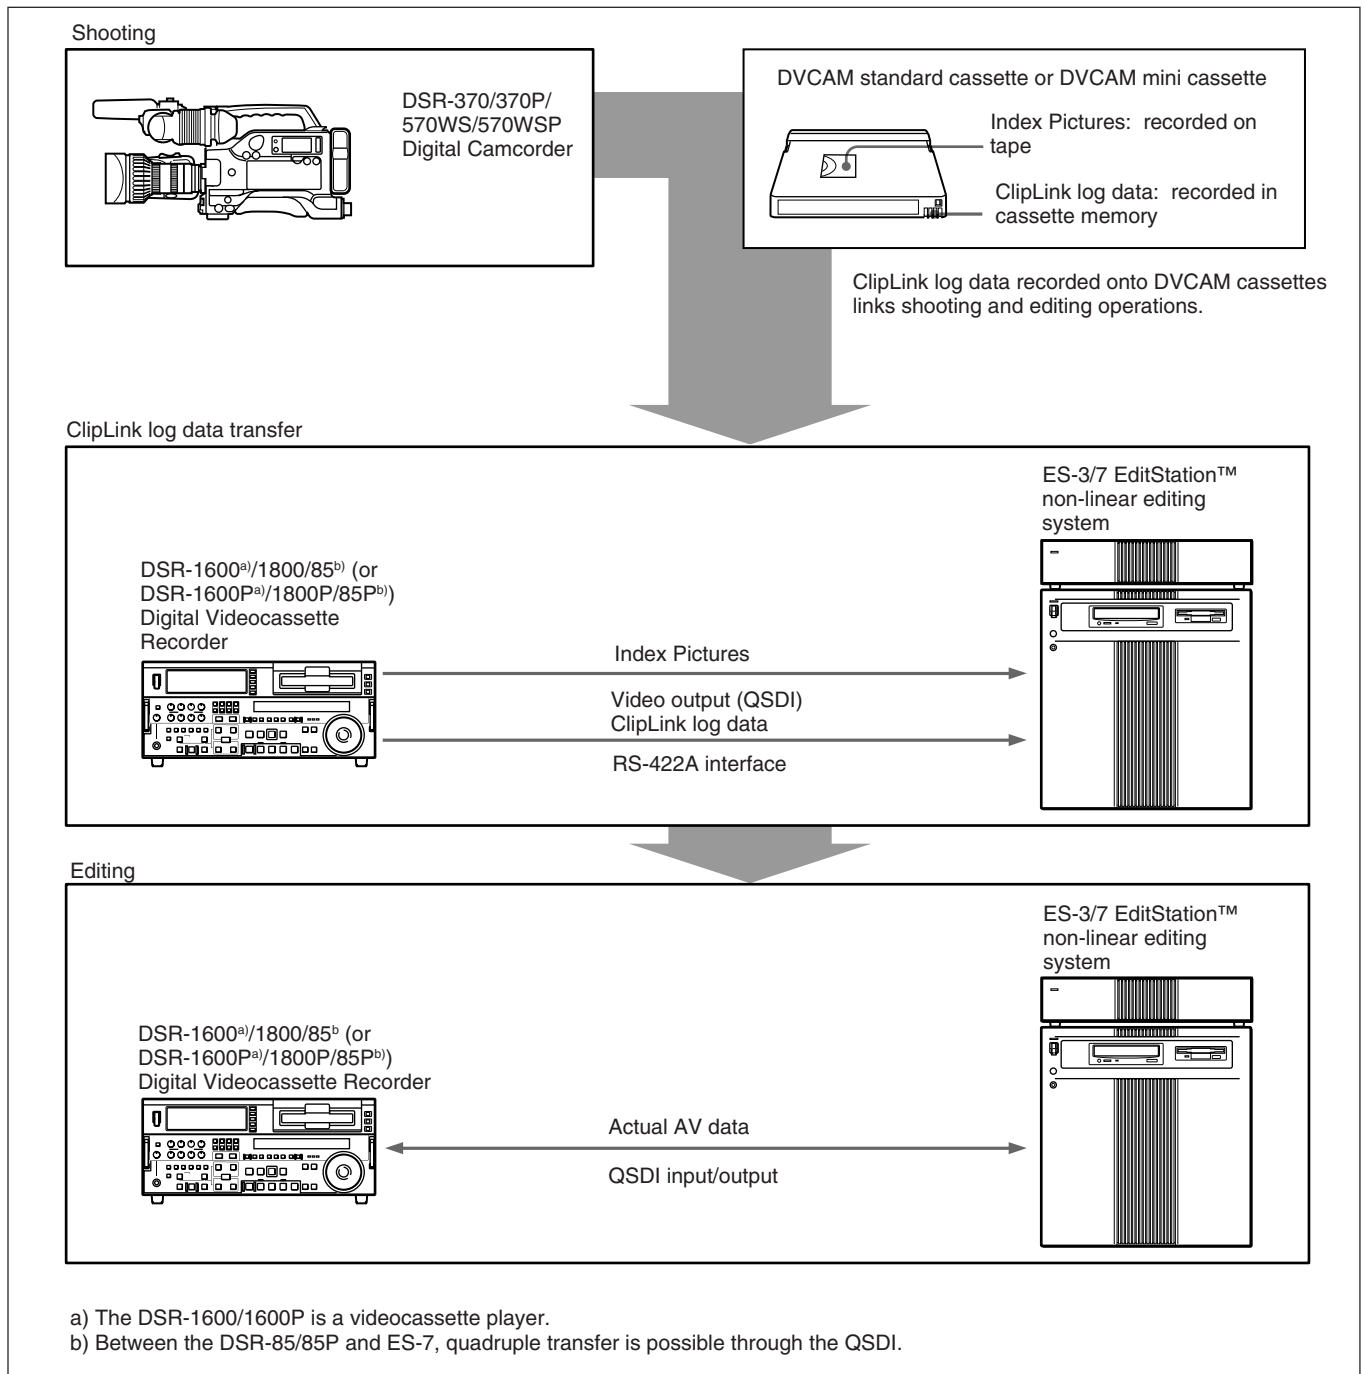 Shooting
DSR-370/370P/
570WS/570WSP
Digital Camcorder
DVCAM standard cassette or DVCAM mini cassette
Index Pictures: recorded on
tape
ClipLink log data: recorded in
cassette memory
ClipLink log data recorded onto DVCAM cassettes
links shooting and editing operations.
ClipLink log data transfer
ES-3/7 EditStation™
non-linear editing
system
DSR-1600a)/1800/85b) (or
DSR-1600Pa)/1800P/85Pb))
Digital Videocassette
Recorder
Index Pictures
Video output (QSDI)
ClipLink log data
RS-422A interface
Editing
ES-3/7 EditStation™
non-linear editing
system
DSR-1600a)/1800/85b (or
DSR-1600Pa)/1800P/85Pb))
Digital Videocassette Recorder
Actual AV data
QSDI input/output
a) The DSR-1600/1600P is a videocassette player.
b) Between the DSR-85/85P and ES-7, quadruple transfer is possible through the QSDI.